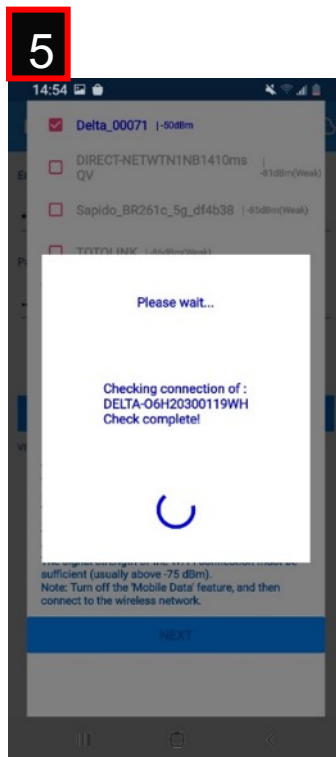 5
14:54
Delta_00071 |-50dBm
DIRECT-NETWTN1NB1410ms |
QV -81dBm(Weak)
Sapido_BR261c_5g_df4b38 |-85dBm(Weak)
TOTOLINK
Please wait...
Checking connection of :
DELTA-O6H20300119WH
Check complete!
sufficient (usually above -75 dBm).
Note: Turn off the 'Mobile Data' feature, and then
connect to the wireless network.
NEXT